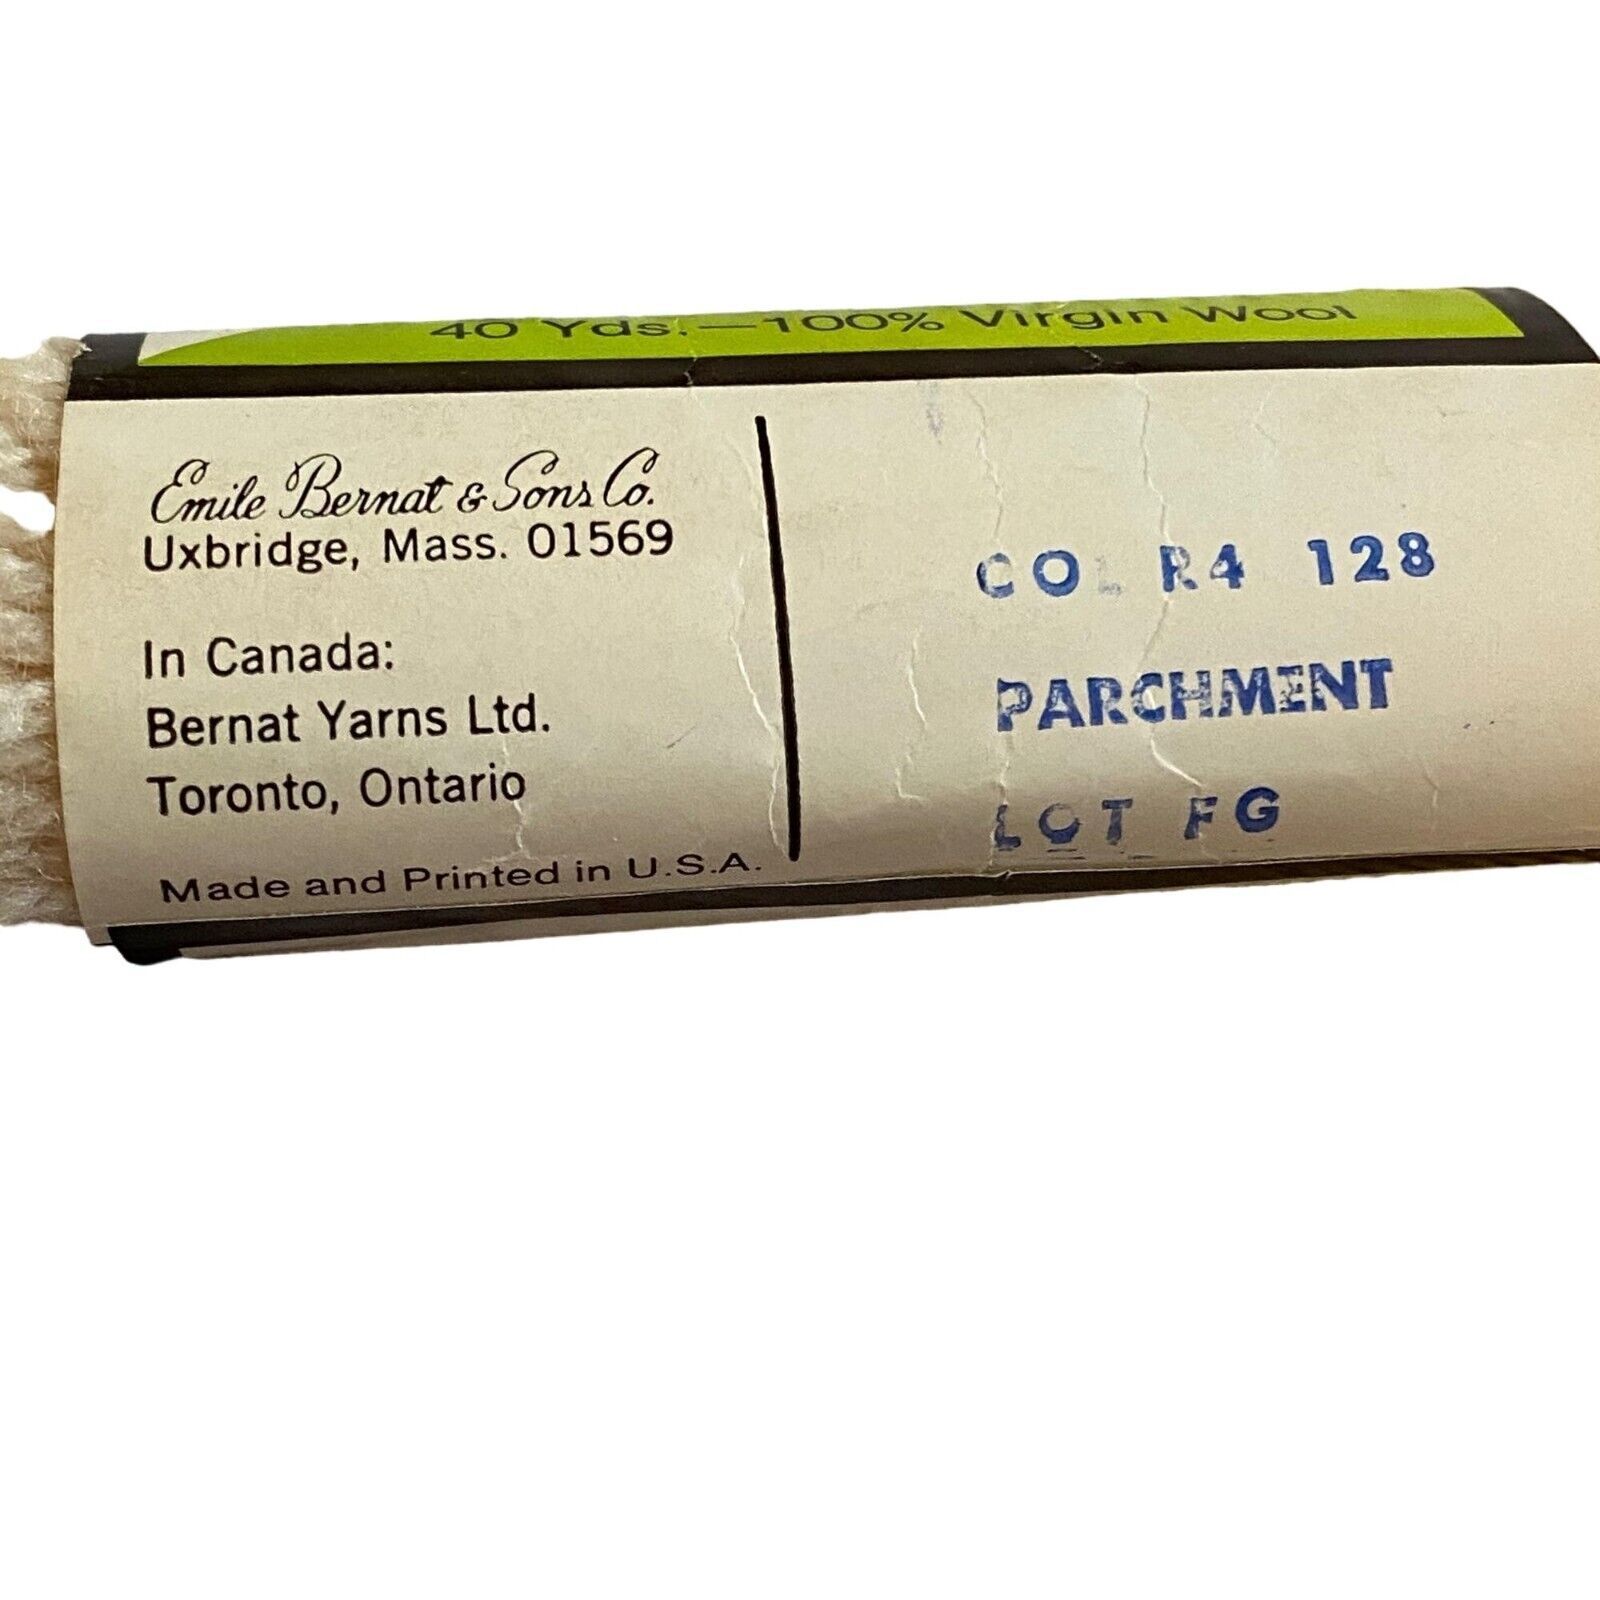 40 Yds.—100% Virgin Wool
Emile Bernat & Sons Co.
Uxbridge, Mass. 01569
In Canada:
Bernat Yarns Ltd.
Toronto, Ontario
Made and Printed in U.S.A.
COL R4 128
PARCHMENT
LOT FG